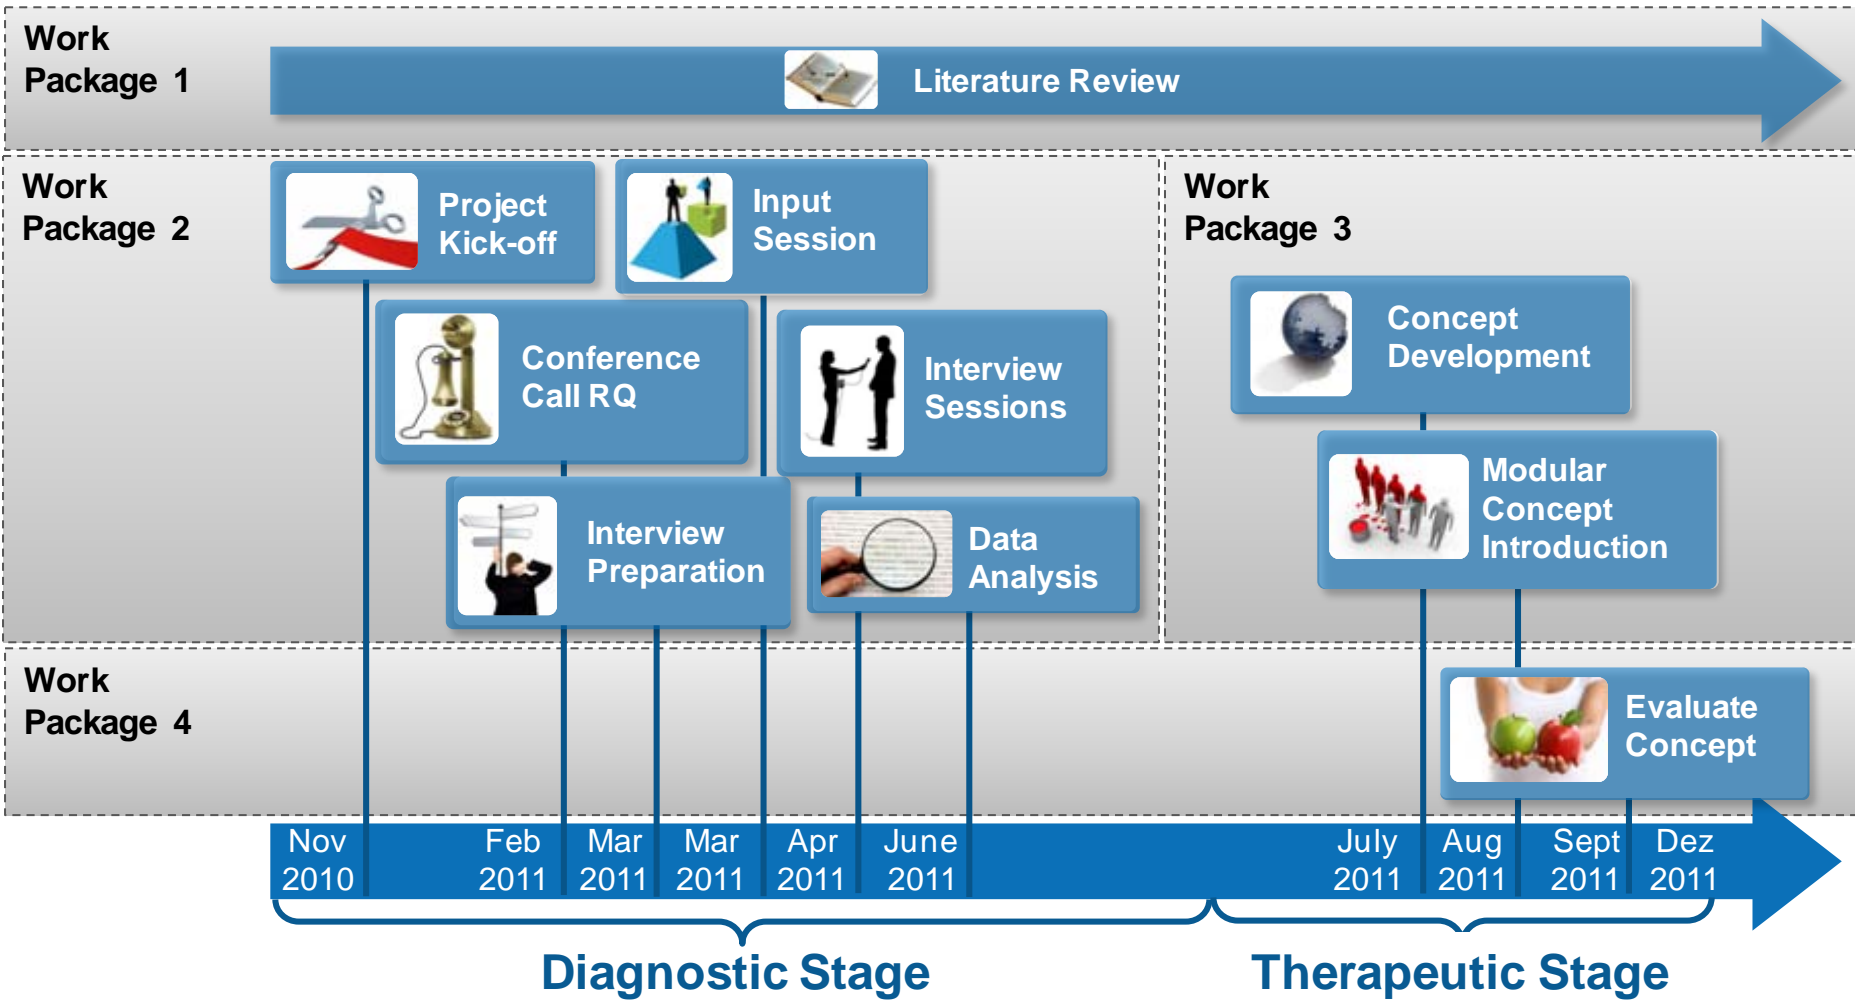 Work
Package 1
Literature Review
Work
Package 2
Project
Kick-off
Input
Session
Conference
Call RQ
Interview
Sessions
Interview
Preparation
Data
Analysis
Work
Package 3
Concept
Development
Modular
Concept
Introduction
Work
Package 4
Evaluate
Concept
Nov
2010
Feb
2011
Mar
2011
Mar
2011
Apr
2011
June
2011
July
2011
Aug
2011
Sept
2011
Dez
2011
Diagnostic Stage
Therapeutic Stage